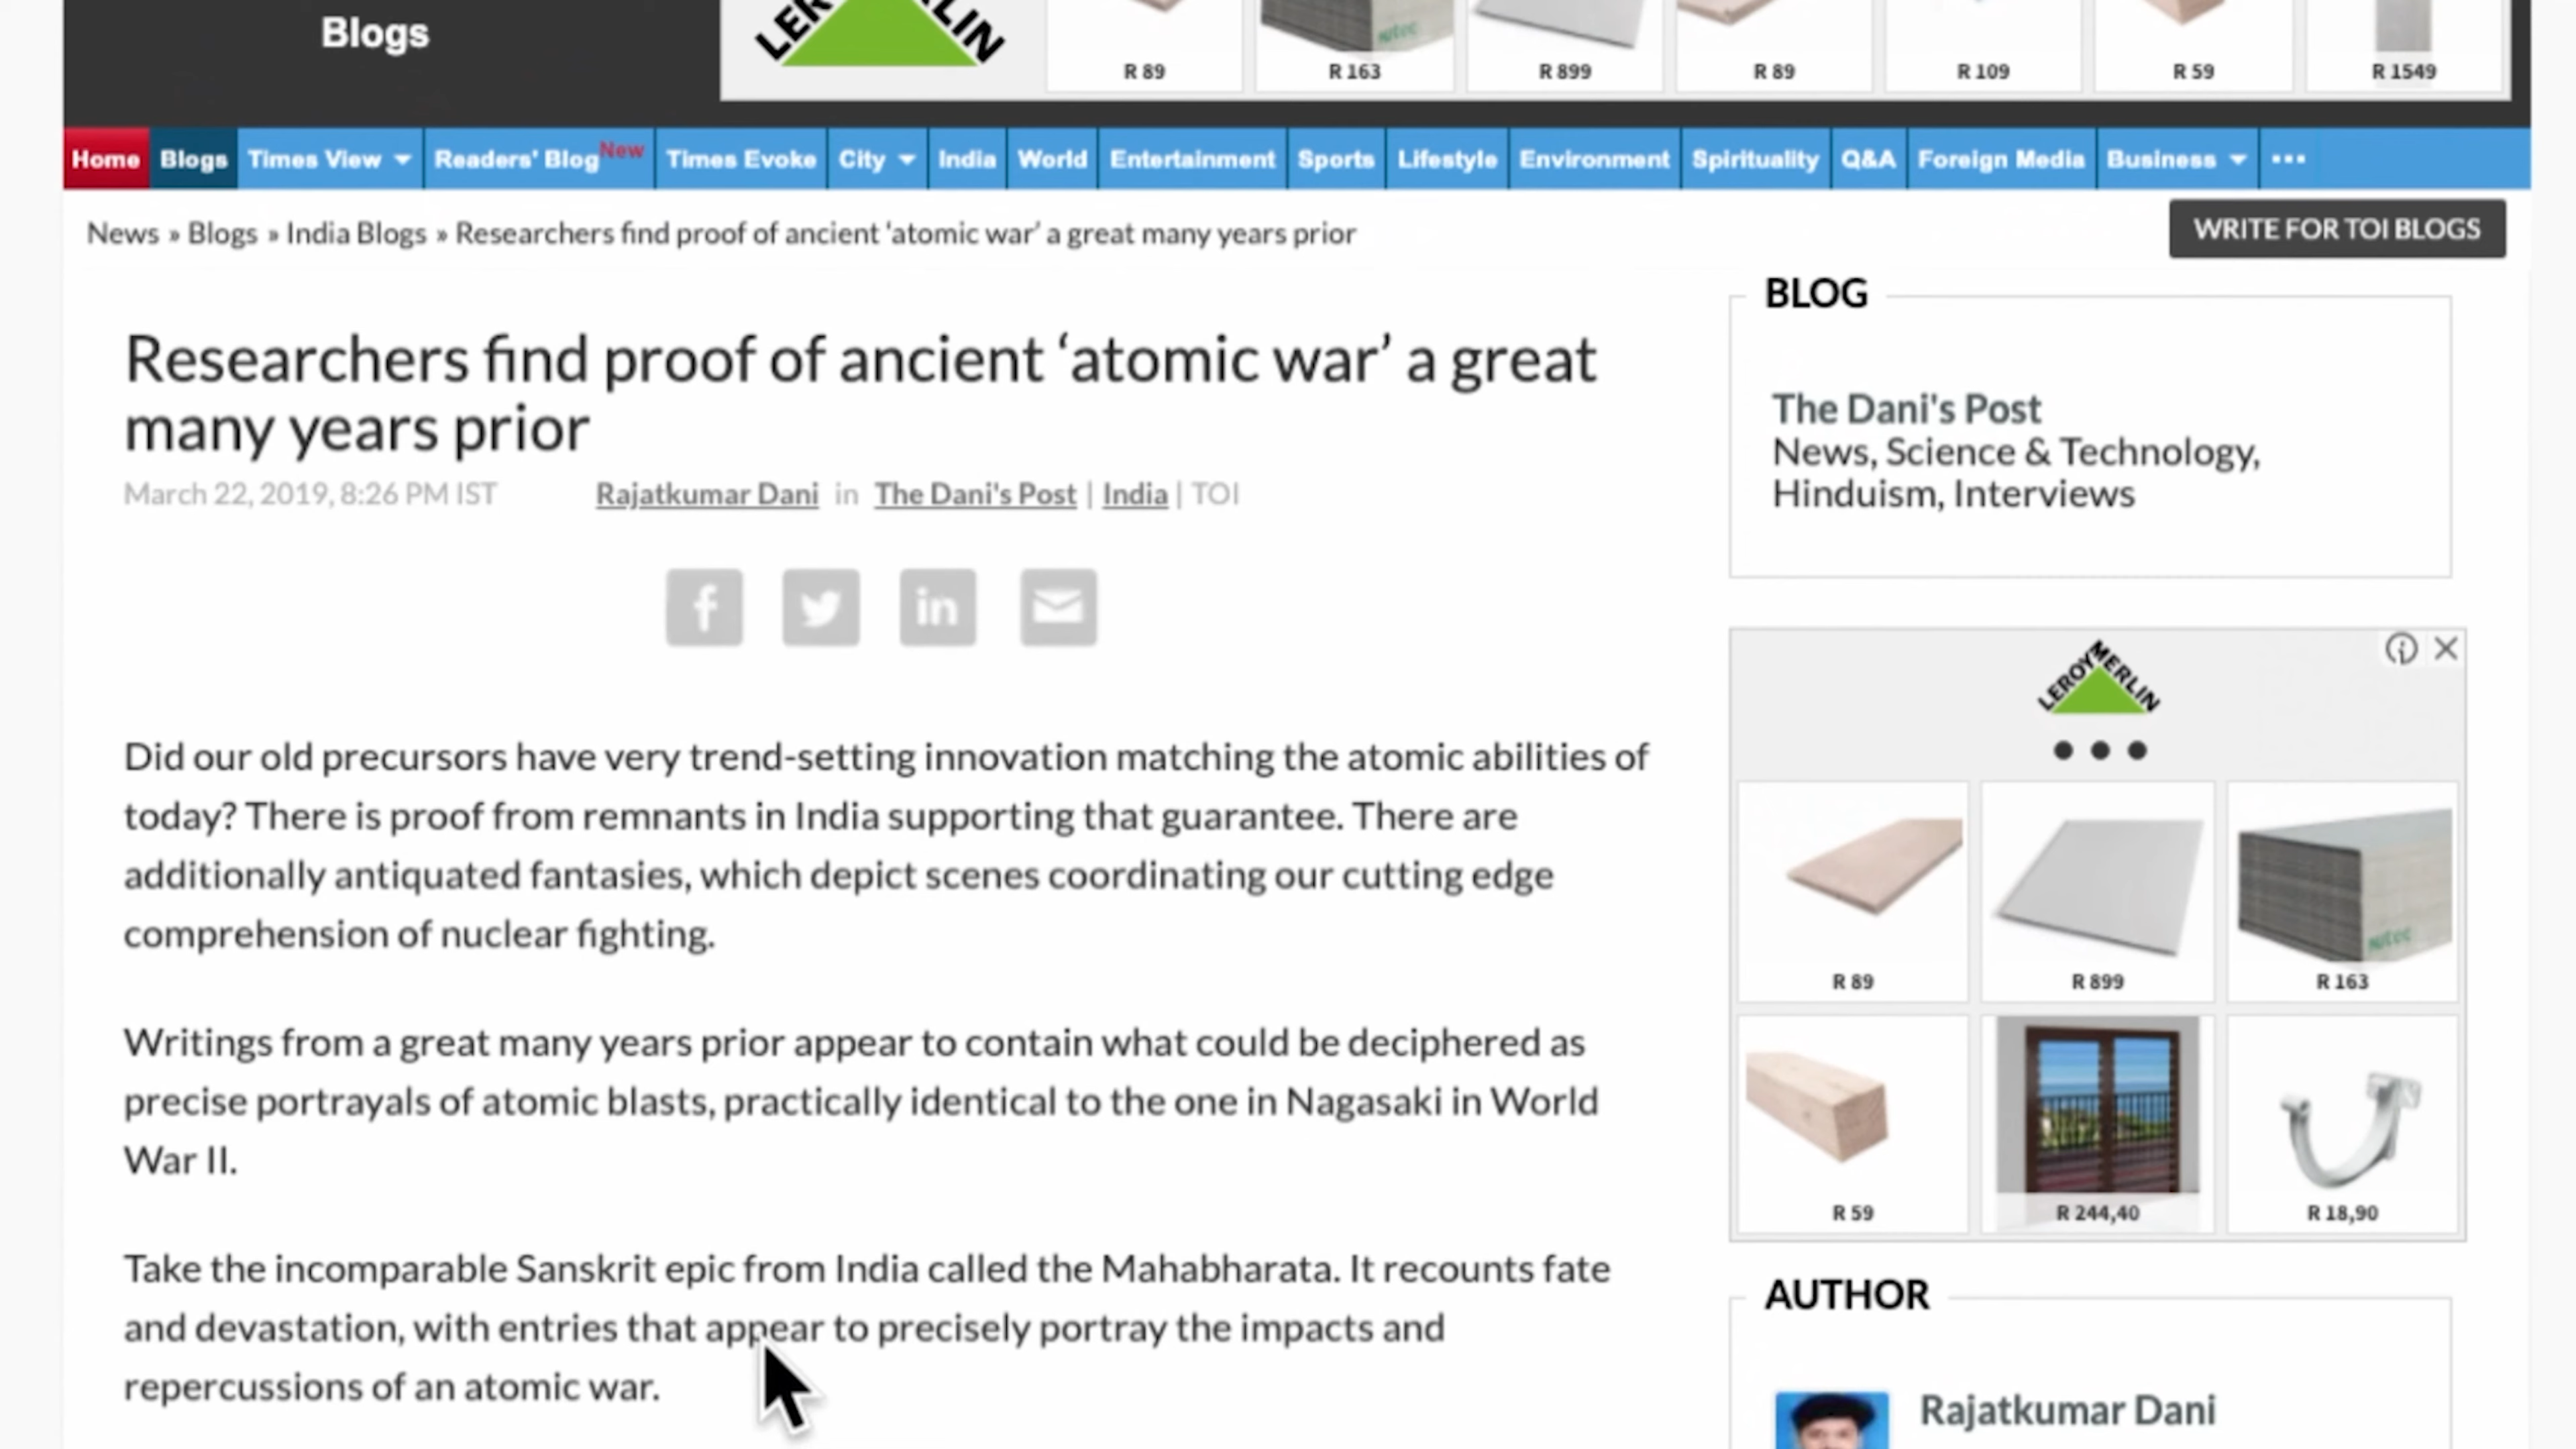 Blogs
R 89
R 163
R 899
R 89
R 109
R 59
R 1549
Home Blogs Times View Readers' Blog New Times Evoke City India World Entertainment Sports Lifestyle Environment Spirituality Q&A Foreign Media Business
News » Blogs » India Blogs » Researchers find proof of ancient 'atomic war' a great many years prior
WRITE FOR TOI BLOGS
Researchers find proof of ancient ‘atomic war’ a great
many years prior
March 22, 2019, 8:26 PM IST Rajatkumar Dani in The Dani's Post | India | TOI
Did our old precursors have very trend-setting innovation matching the atomic abilities of
today? There is proof from remnants in India supporting that guarantee. There are
additionally antiquated fantasies, which depict scenes coordinating our cutting edge
comprehension of nuclear fighting.
Writings from a great many years prior appear to contain what could be deciphered as
precise portrayals of atomic blasts, practically identical to the one in Nagasaki in World
War II.
Take the incomparable Sanskrit epic from India called the Mahabharata. It recounts fate
and devastation, with entries that appear to precisely portray the impacts and
repercussions of an atomic war.
BLOG
The Dani's Post
News, Science & Technology,
Hinduism, Interviews
LEROY MERLIN
R 89
R 899
R 163
R 59
R 244,40
R 18,90
AUTHOR
Rajatkumar Dani